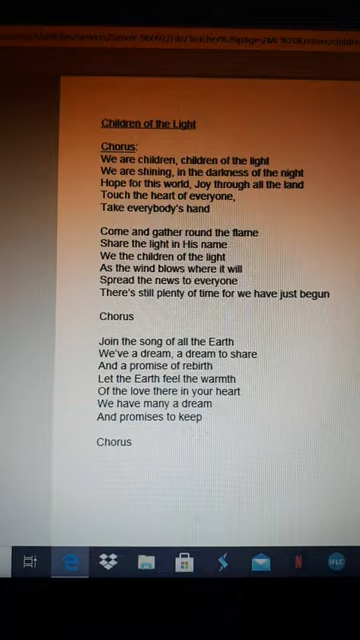 Children of the Light
Chorus:
We are children, children of the light
We are shining, in the darkness of the night
Hope for this world, Joy through all the land
Touch the heart of everyone,
Take everybody's hand
Come and gather round the flame
Share the light in His name
We the children of the light
As the wind blows where it will
Spread the news to everyone
There's still plenty of time for we have just begun
Chorus
Join the song of all the Earth
We've a dream, a dream to share
And a promise of rebirth
Let the Earth feel the warmth
Of the love there in your heart
We have many a dream
And promises to keep
Chorus
N
IFLC